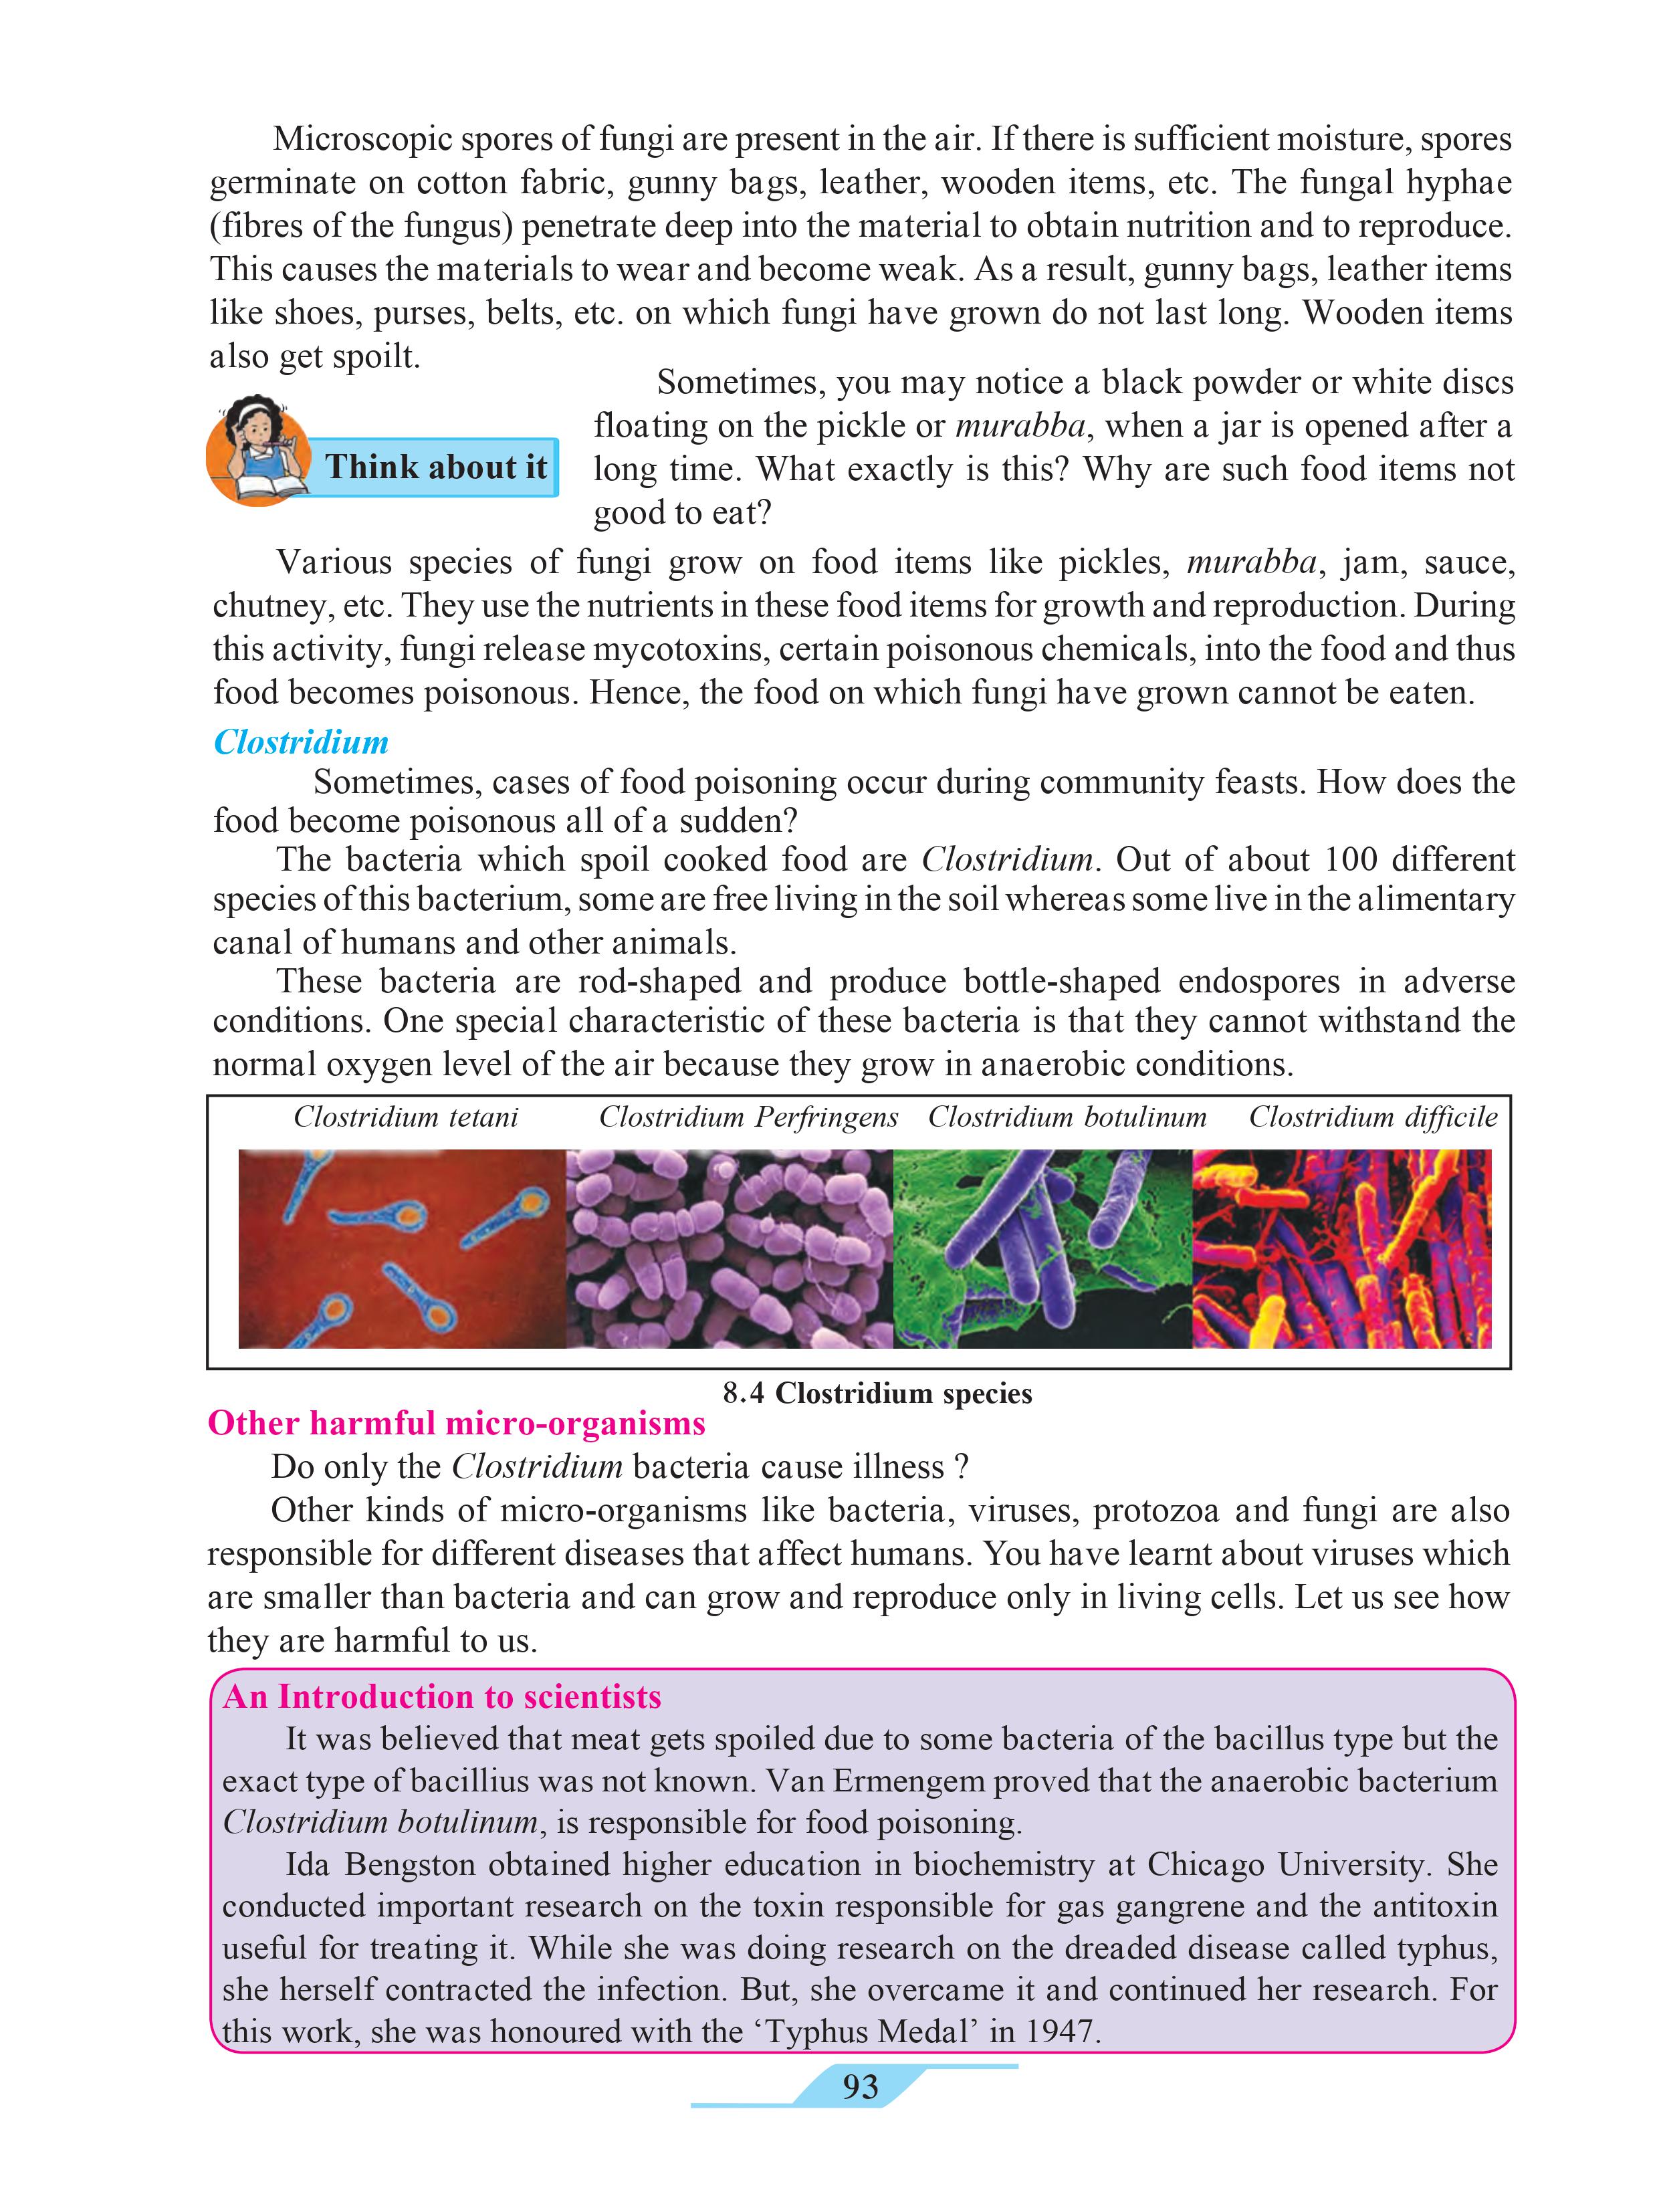 Microscopic spores of fungi are present in the air. If there is sufficient moisture, spores
germinate on cotton fabric, gunny bags, leather, wooden items, etc. The fungal hyphae
(fibres of the fungus) penetrate deep into the material to obtain nutrition and to reproduce.
This causes the materials to wear and become weak. As a result, gunny bags, leather items
like shoes, purses, belts, etc. on which fungi have grown do not last long. Wooden items
also get spoilt.
Think about it
Sometimes, you may notice a black powder or white discs
floating on the pickle or murabba, when a jar is opened after a
long time. What exactly is this? Why are such food items not
good to eat?
Various species of fungi grow on food items like pickles, murabba, jam, sauce,
chutney, etc. They use the nutrients in these food items for growth and reproduction. During
this activity, fungi release mycotoxins, certain poisonous chemicals, into the food and thus
food becomes poisonous. Hence, the food on which fungi have grown cannot be eaten.
Clostridium
Sometimes, cases of food poisoning occur during community feasts. How does the
food become poisonous all of a sudden?
The bacteria which spoil cooked food are Clostridium. Out of about 100 different
species of this bacterium, some are free living in the soil whereas some live in the alimentary
canal of humans and other animals.
These bacteria are rod-shaped and produce bottle-shaped endospores in adverse
conditions. One special characteristic of these bacteria is that they cannot withstand the
normal oxygen level of the air because they grow in anaerobic conditions.
Clostridium tetani Clostridium Perfringens Clostridium botulinum Clostridium difficile
8.4 Clostridium species
Other harmful micro-organisms
Do only the Clostridium bacteria cause illness ?
Other kinds of micro-organisms like bacteria, viruses, protozoa and fungi are also
responsible for different diseases that affect humans. You have learnt about viruses which
are smaller than bacteria and can grow and reproduce only in living cells. Let us see how
they are harmful to us.
An Introduction to scientists
It was believed that meat gets spoiled due to some bacteria of the bacillus type but the
exact type of bacillius was not known. Van Ermengem proved that the anaerobic bacterium
Clostridium botulinum, is responsible for food poisoning.
Ida Bengston obtained higher education in biochemistry at Chicago University. She
conducted important research on the toxin responsible for gas gangrene and the antitoxin
useful for treating it. While she was doing research on the dreaded disease called typhus,
she herself contracted the infection. But, she overcame it and continued her research. For
this work, she was honoured with the ‘Typhus Medal’ in 1947.
93